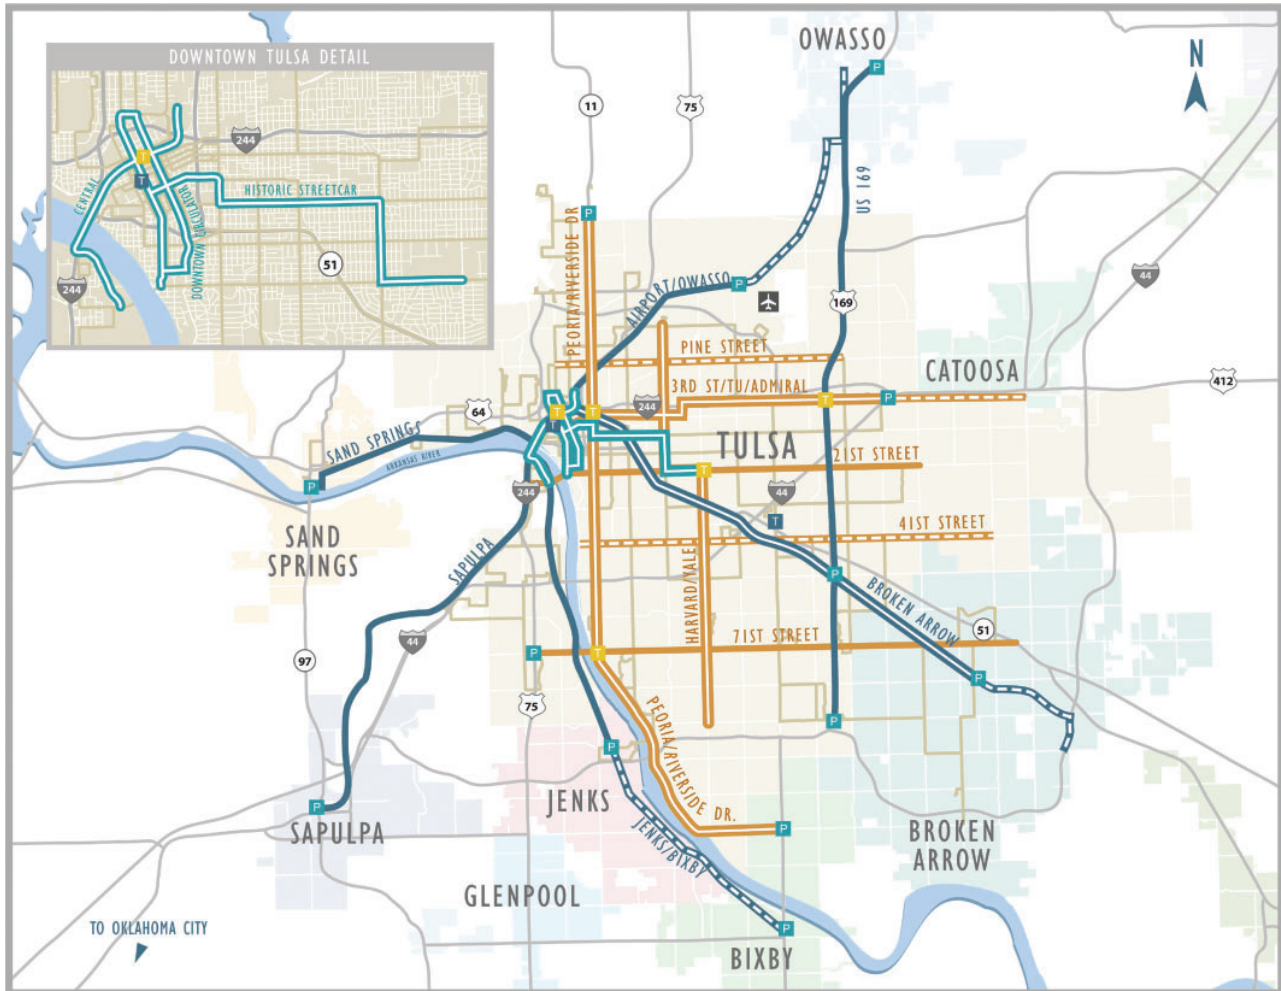 DOWNTOWN TULSA DETAIL
244
T
T
CENTRAL
DOWNTOWN CIRCULATOR
HISTORIC STREETCAR
51
244
OWASSO
P
N
11
75
US 169
P
PEORIA/RIVERSIDE DR
AIRPORT/OWASSO
P
44
169
PINE STREET
CATOOSA
3RD ST/TU/ADMIRAL
412
64
T
T
T
244
T
P
SAND SPRINGS
ARKANSAS RIVER
TULSA
21ST STREET
T
P
244
44
T
41ST STREET
SAND
SPRINGS
SAPULPA
HARVARD/YALE
P
BROKEN ARROW
51
71ST STREET
44
97
P
T
P
75
PEORIA/RIVERSIDE DR.
P
P
JENKS
P
SAPULPA
JENKS/BIXBY
P
BROKEN
ARROW
GLENPOOL
TO OKLAHOMA CITY
P
BIXBY